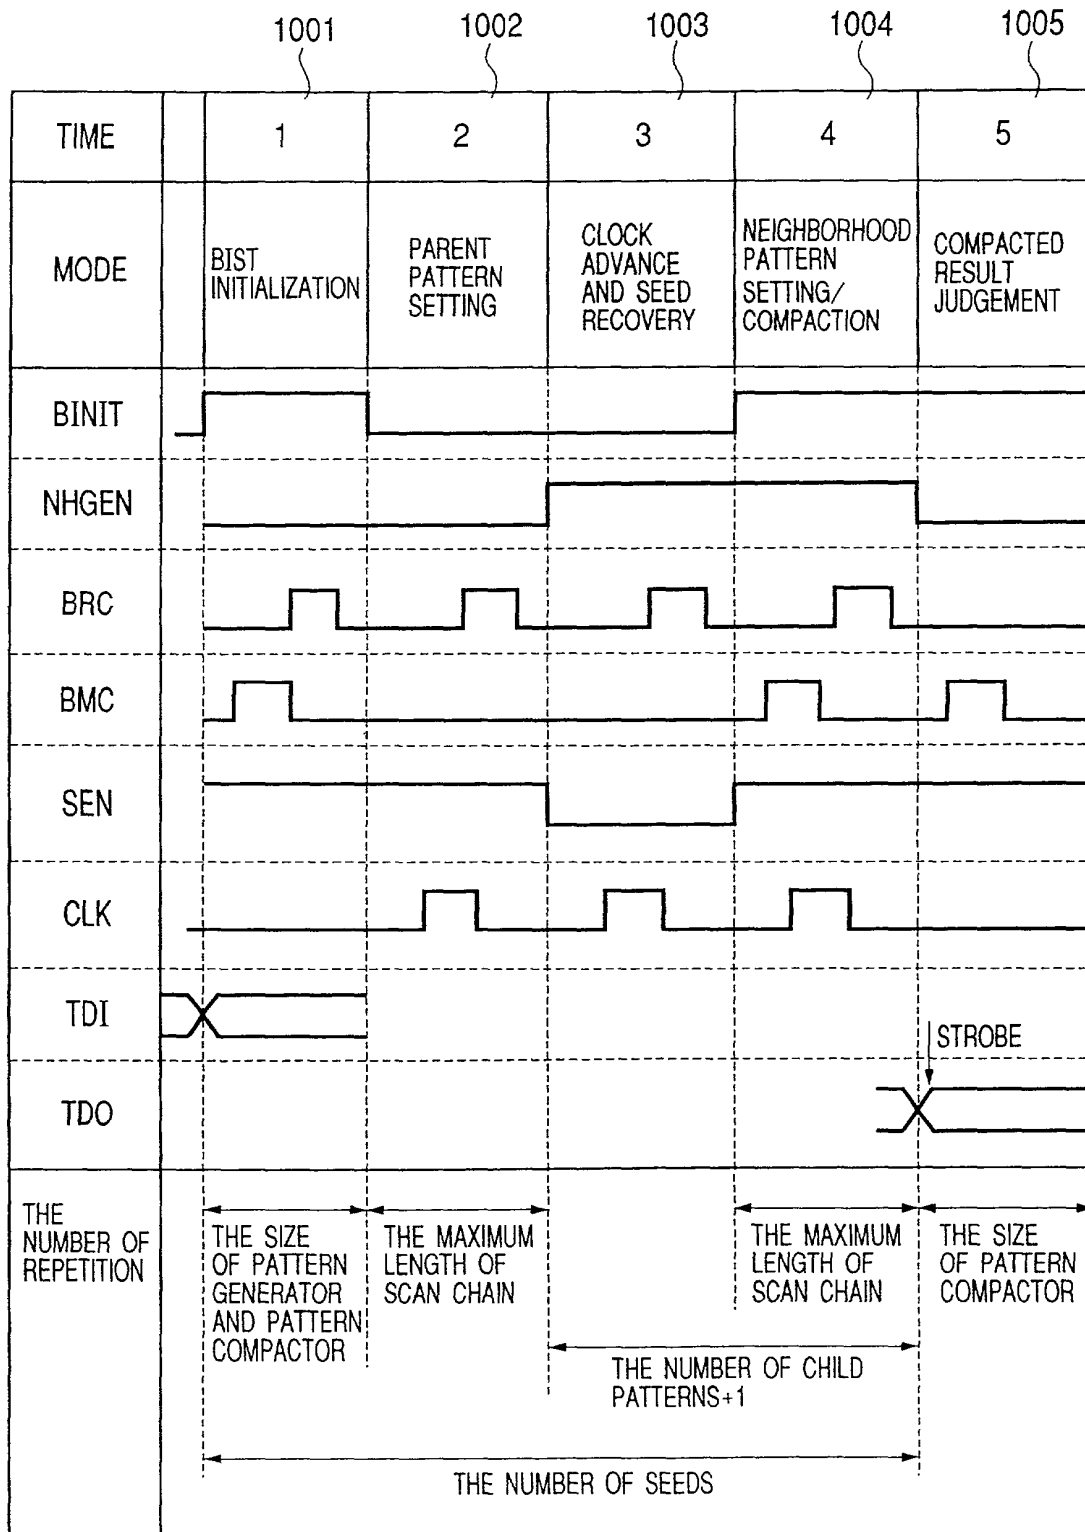 1001 1002 1003 1004 1005
TIME 1 2 3 4 5
MODE
BIST
INITIALIZATION
PARENT
PATTERN
SETTING
CLOCK
ADVANCE
AND SEED
RECOVERY
NEIGHBORHOOD
PATTERN
SETTING/
COMPACTION
COMPACTED
RESULT
JUDGEMENT
BINIT
NHGEN
BRC
BMC
SEN
CLK
TDI
STROBE
TDO
THE
NUMBER OF
REPETITION
THE SIZE
OF PATTERN
GENERATOR
AND PATTERN
COMPACTOR
THE MAXIMUM
LENGTH OF
SCAN CHAIN
THE MAXIMUM
LENGTH OF
SCAN CHAIN
THE SIZE
OF PATTERN
COMPACTOR
THE NUMBER OF CHILD
PATTERNS+1
THE NUMBER OF SEEDS